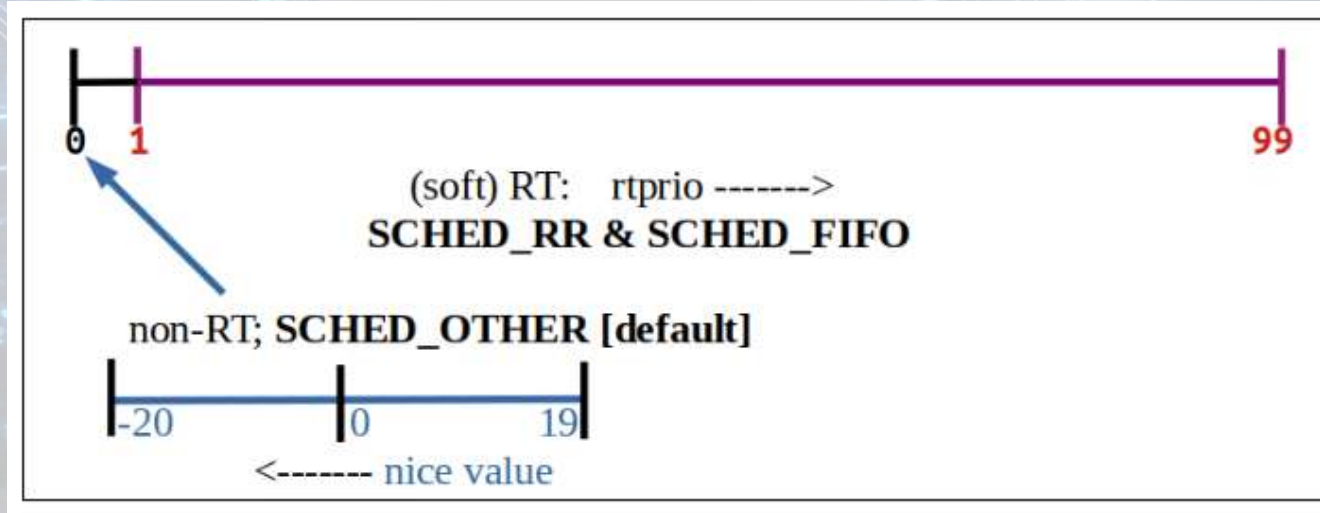 0 1 99
(soft) RT: rtprio ------->
SCHED_RR & SCHED_FIFO
non-RT; SCHED_OTHER [default]
-20 0 19
<------- nice value